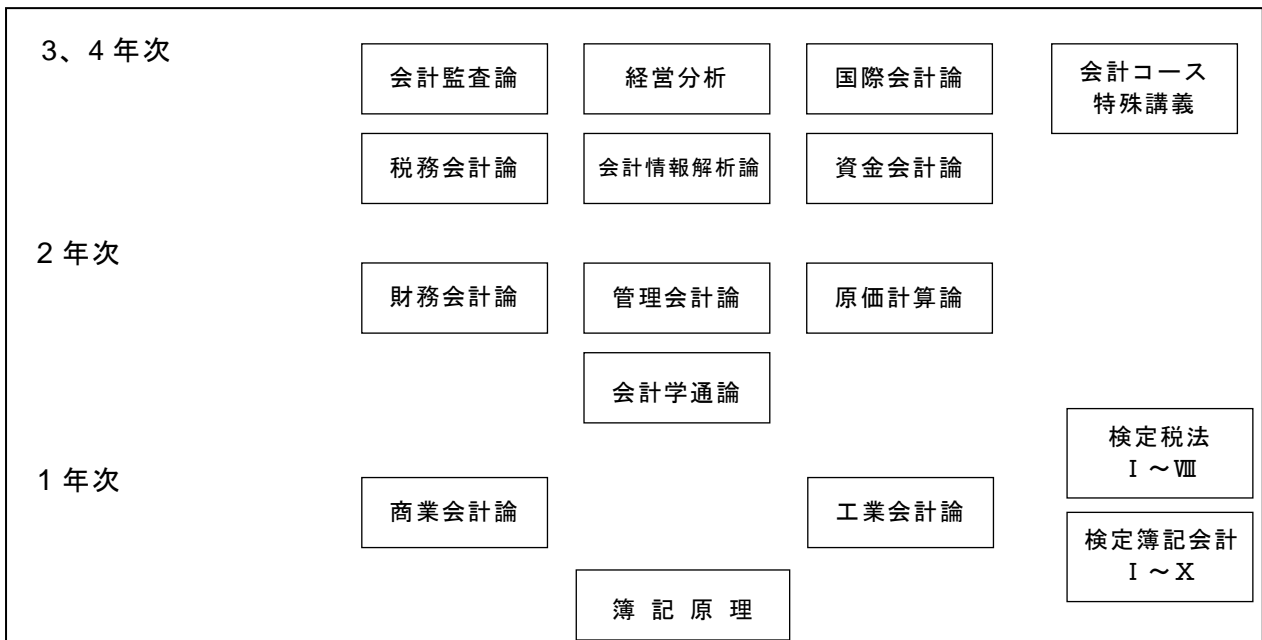 3、4年次
会計監査論
経営分析
国際会計論
会計コース
特殊講義
税務会計論
会計情報解析論
資金会計論
2年次
財務会計論
管理会計論
原価計算論
会計学通論
検定税法
Ⅰ～Ⅷ
1年次
商業会計論
工業会計論
検定簿記会計
Ⅰ～Ⅹ
簿記原理